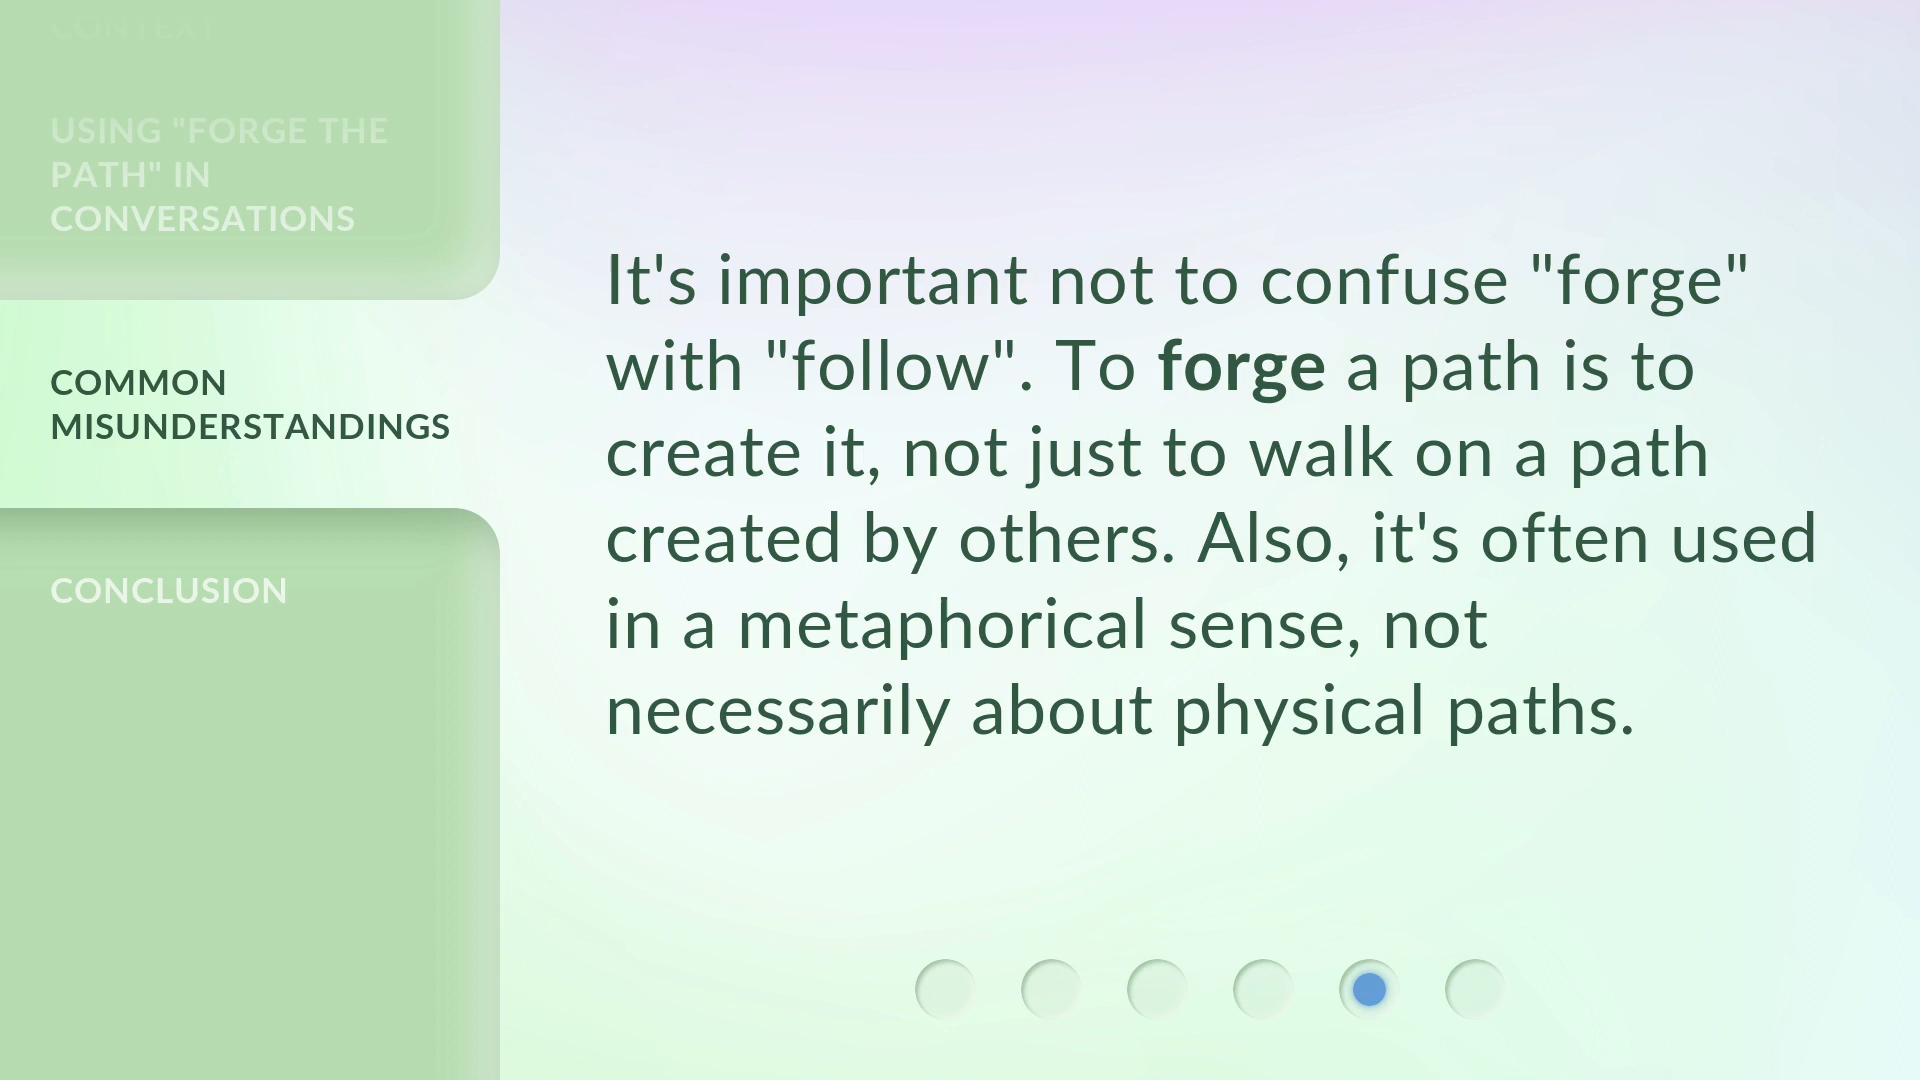 CONTEXT
USING "FORGE THE
PATH" IN
CONVERSATIONS
COMMON
MISUNDERSTANDINGS
CONCLUSION
It's important not to confuse "forge"
with "follow". To forge a path is to
create it, not just to walk on a path
created by others. Also, it's often used
in a metaphorical sense, not
necessarily about physical paths.